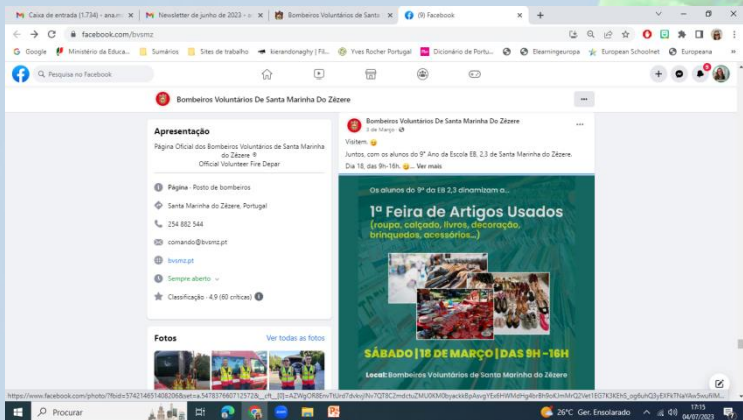 Caixa de entrada (1.734) - ana.m
Newsletter de junho de 2023 -
Bombeiros Voluntários de Santa
(9) Facebook
facebook.com/bvsmz
Google
Ministério da Educa...
Sumários
Sites de trabalho
kierandonaghy | Fil...
Yves Rocher Portugal
Dicionário de Portu...
Elearningeuropa
European Schoolnet
Europeana
Pesquisa no Facebook
Bombeiros Voluntários De Santa Marinha Do Zêzere
Apresentação
Página Oficial dos Bombeiros Voluntários de Santa Marinha
do Zêzere ®
Official Volunteer Fire Depar
Página · Posto de bombeiros
Santa Marinha do Zêzere, Portugal
254 882 544
comando@bvsmz.pt
bvsmz.pt
Sempre aberto
Classificação · 4,9 (60 críticas)
Fotos
Ver todas as fotos
Bombeiros Voluntários De Santa Marinha Do Zêzere
3 de Março ·
Visitem.
Juntos, com os alunos do 9º Ano da Escola EB, 2,3 de Santa Marinha do Zêzere.
Dia 18, das 9h-16h. ... Ver mais
Os alunos do 9º da EB 2,3 dinamizam a...
1ª Feira de Artigos Usados
(roupa, calçado, livros, decoração,
brinquedos, acessórios...)
SÁBADO | 18 DE MARÇO | DAS 9H -16H
Local: Bombeiros Voluntários de Santa Marinha do Zêzere
Procurar
26°C Ger. Ensolarado
17:15
04/07/2023